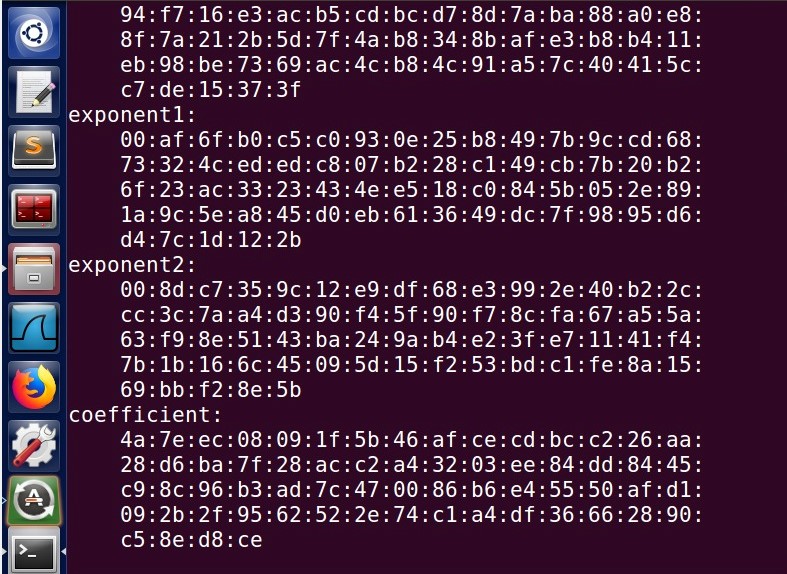 94:f7:16:e3:ac:b5:cd:bc:d7:8d:7a:ba:88:a0:e8:
8f:7a:21:2b:5d:7f:4a:b8:34:8b:af:e3:b8:b4:11:
eb:98:be:73:69:ac:4c:b8:4c:91:a5:7c:40:41:5c:
c7:de:15:37:3f
exponent1:
00:af:6f:b0:c5:c0:93:0e:25:b8:49:7b:9c:cd:68:
73:32:4c:ed:ed:c8:07:b2:28:c1:49:cb:7b:20:b2:
6f:23:ac:33:23:43:4e:e5:18:c0:84:5b:05:2e:89:
1a:9c:5e:a8:45:d0:eb:61:36:49:dc:7f:98:95:d6:
d4:7c:1d:12:2b
exponent2:
00:8d:c7:35:9c:12:e9:df:68:e3:99:2e:40:b2:2c:
cc:3c:7a:a4:d3:90:f4:5f:90:f7:8c:fa:67:a5:5a:
63:f9:8e:51:43:ba:24:9a:b4:e2:3f:e7:11:41:f4:
7b:1b:16:6c:45:09:5d:15:f2:53:bd:c1:fe:8a:15:
69:bb:f2:8e:5b
coefficient:
4a:7e:ec:08:09:1f:5b:46:af:ce:cd:bc:c2:26:aa:
28:d6:ba:7f:28:ac:c2:a4:32:03:ee:84:dd:84:45:
c9:8c:96:b3:ad:7c:47:00:86:b6:e4:55:50:af:d1:
09:2b:2f:95:62:52:2e:74:c1:a4:df:36:66:28:90:
c5:8e:d8:ce